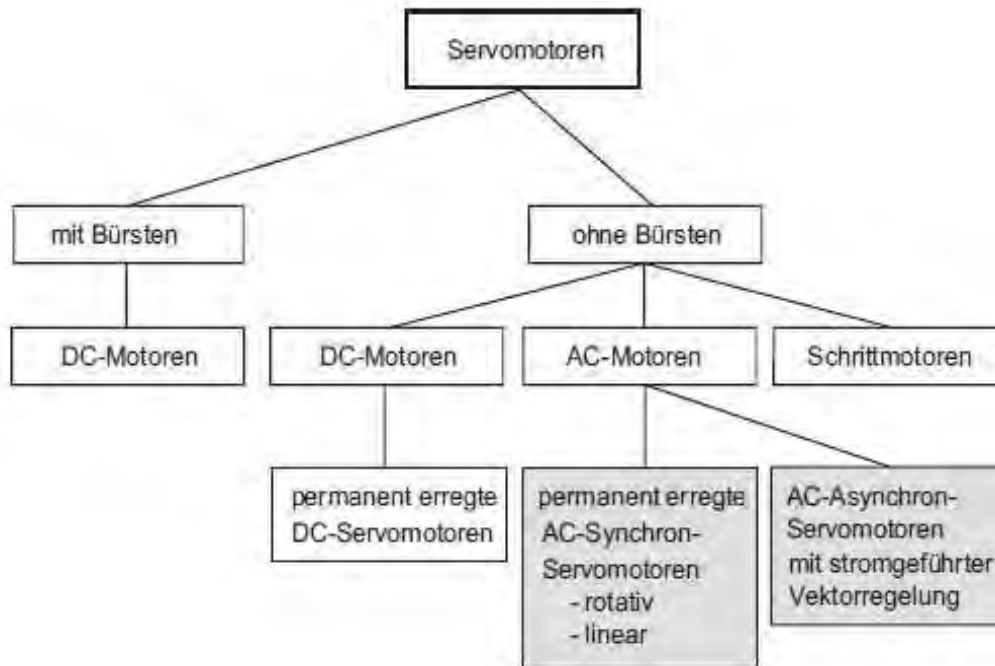 Servomotoren
mit Bürsten
ohne Bürsten
DC-Motoren
DC-Motoren
AC-Motoren
Schrittmotoren
permanent erregte
DC-Servomotoren
permanent erregte
AC-Synchron-
Servomotoren
- rotativ
- linear
AC-Asynchron-
Servomotoren
mit stromgeführter
Vektorregelung